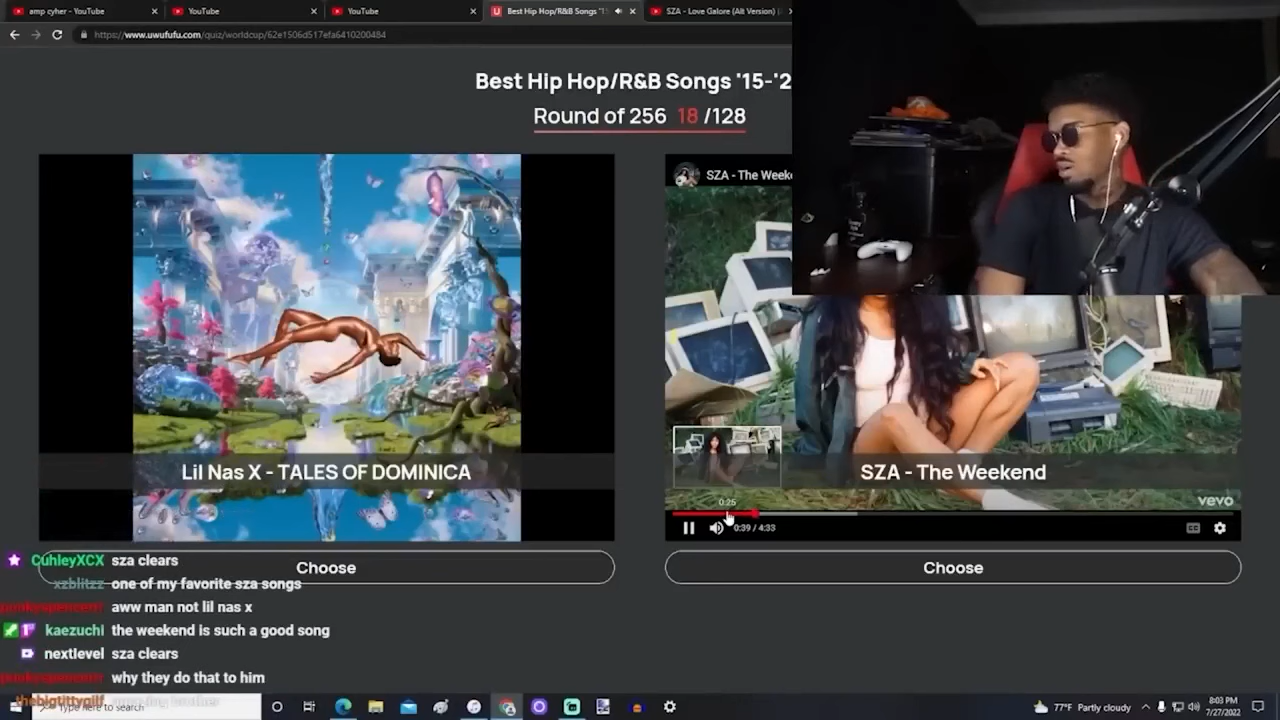 amp cyher - YouTube
YouTube
YouTube
Best Hip Hop/R&B Songs '15
SZA - Love Galore (Alt Version) |
https://www.uwufufu.com/quiz/worldcup/62e1506d517efa6410200484
Best Hip Hop/R&B Songs '15-'2
Round of 256 18 /128
SZA - The Weeke
Lil Nas X - TALES OF DOMINICA
SZA - The Weekend
0:25
vevo
0:39 / 4:33
CC
Choose
Choose
CuhleyXCX sza clears
xzblitzz one of my favorite sza songs
aww man not lil nas x
kaezuchi the weekend is such a good song
nextlevel sza clears
why they do that to him
Type here to search
77°F Partly cloudy
8:03 PM
7/27/2022